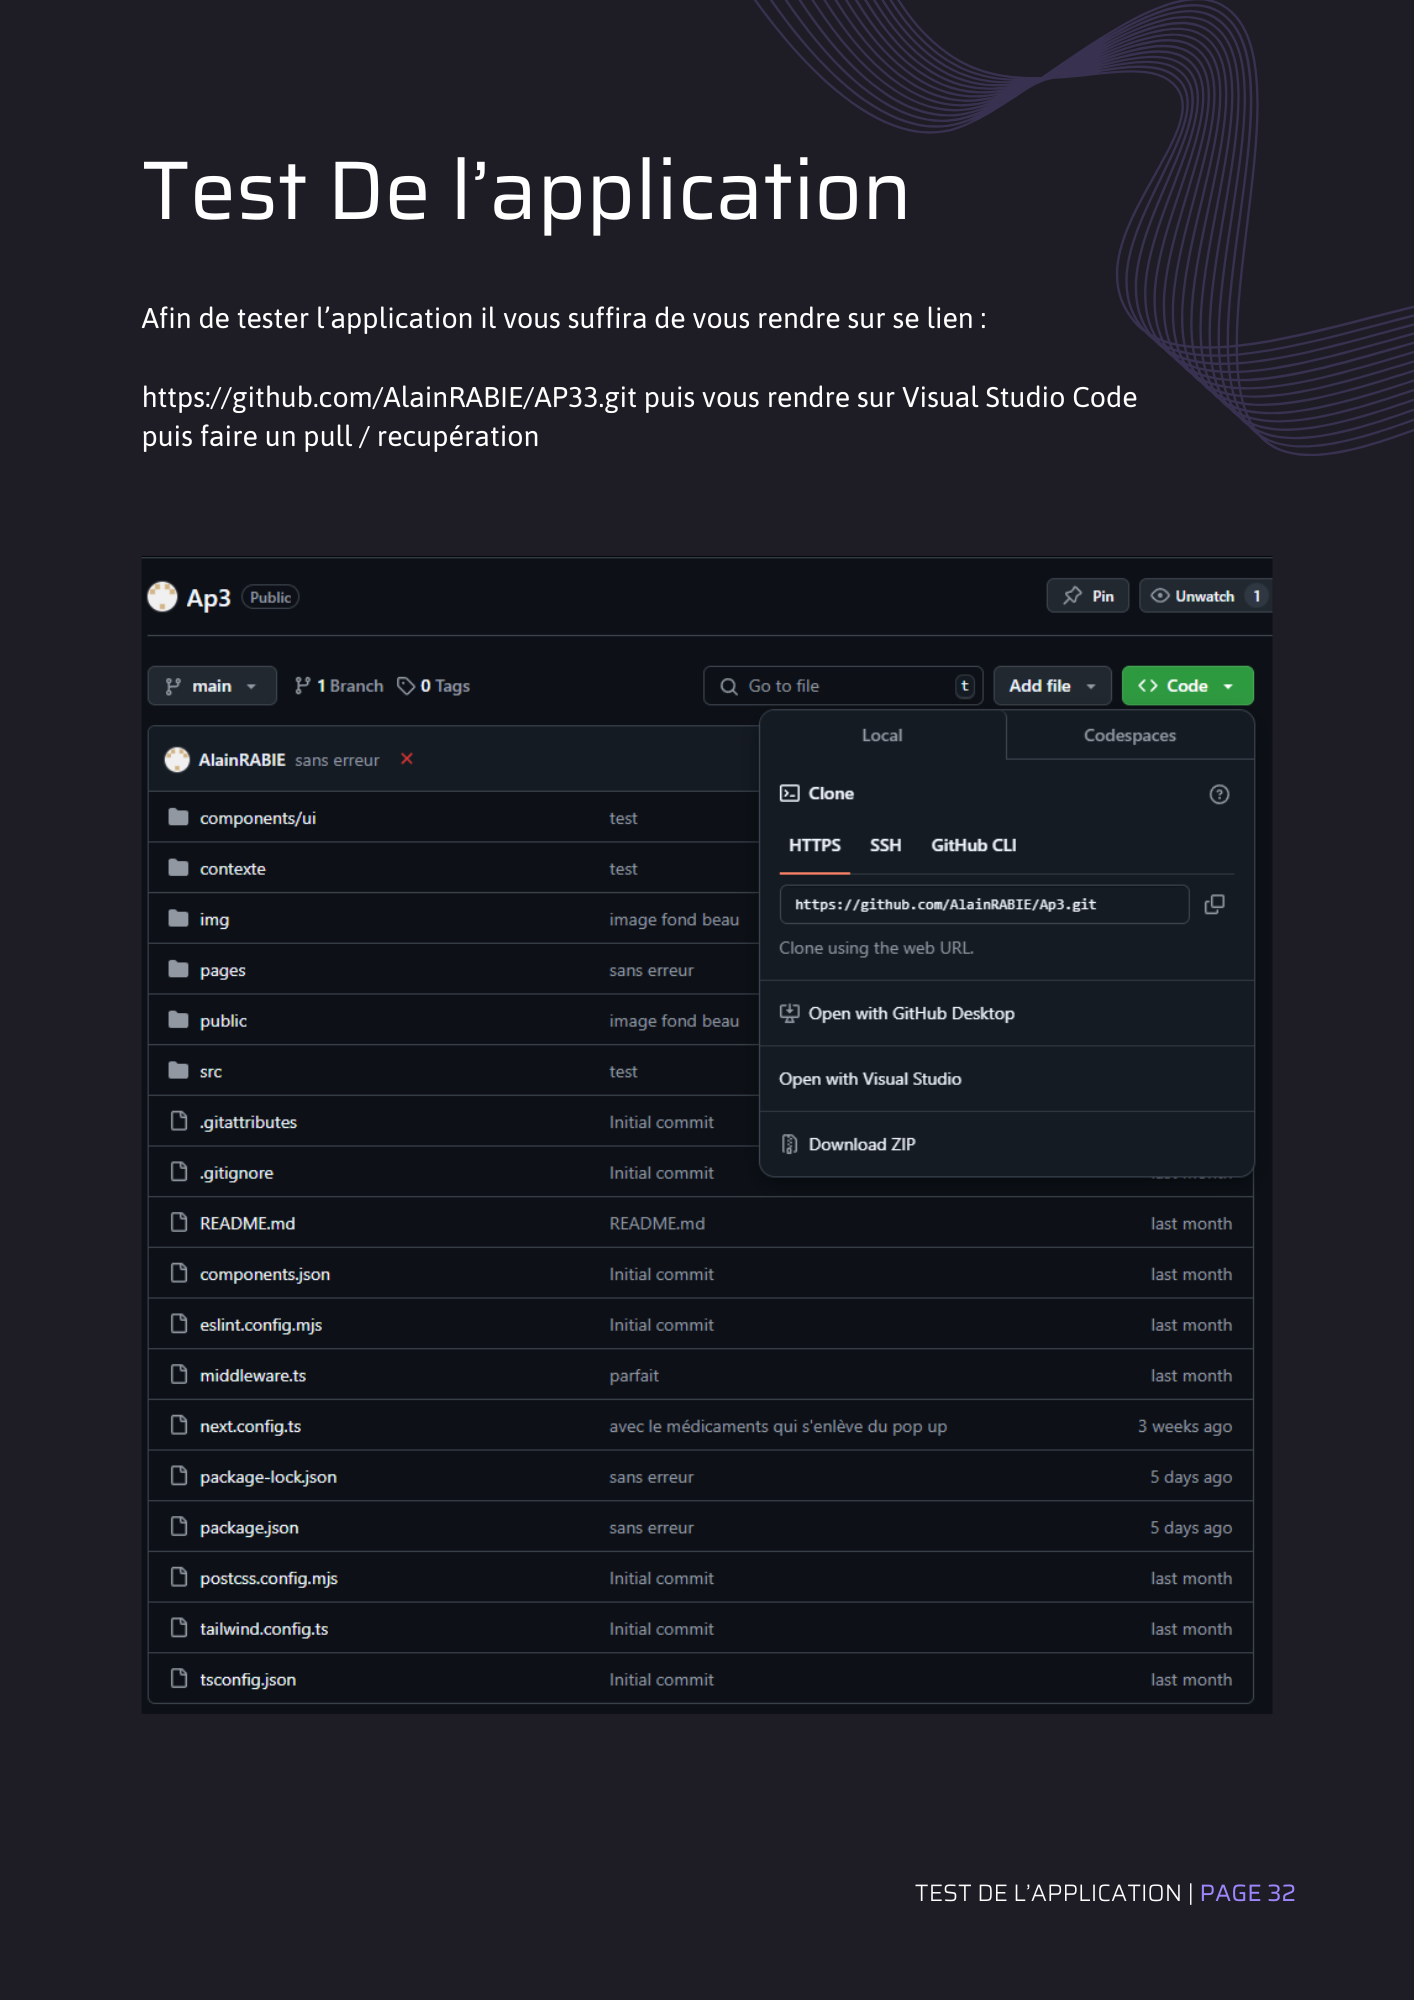 Test De l’application
Afin de tester l’application il vous suffira de vous rendre sur se lien :
https://github.com/AlainRABIE/AP33.git puis vous rendre sur Visual Studio Code
puis faire un pull / recupération
Ap3 Public Pin Unwatch 1
main 1 Branch 0 Tags Go to file t Add file Code
Local Codespaces
AlainRABIE sans erreur
Clone
HTTPS SSH GitHub CLI
https://github.com/AlainRABIE/Ap3.git
Clone using the web URL.
Open with GitHub Desktop
Open with Visual Studio
Download ZIP
components/ui test
contexte test
img image fond beau
pages sans erreur
public image fond beau
src test
.gitattributes Initial commit
.gitignore Initial commit
README.md README.md last month
components.json Initial commit last month
eslint.config.mjs Initial commit last month
middleware.ts parfait last month
next.config.ts avec le médicaments qui s'enlève du pop up 3 weeks ago
package-lock.json sans erreur 5 days ago
package.json sans erreur 5 days ago
postcss.config.mjs Initial commit last month
tailwind.config.ts Initial commit last month
tsconfig.json Initial commit last month
TEST DE L’APPLICATION | PAGE 32